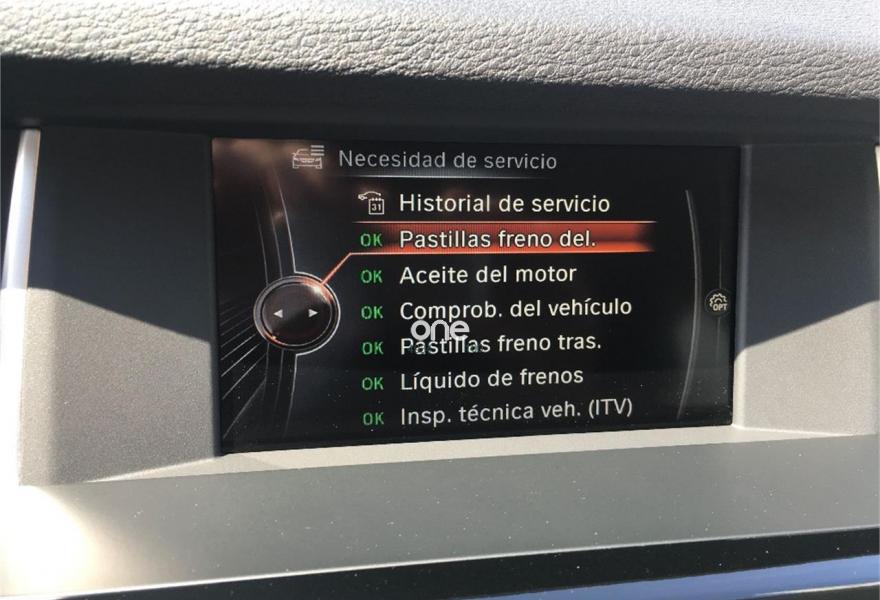 Necesidad de servicio
31 Historial de servicio
OK Pastillas freno del.
OK Aceite del motor
OK Comprob. del vehículo
OPT
one
OK Pastillas freno tras.
OK Líquido de frenos
OK Insp. técnica veh. (ITV)